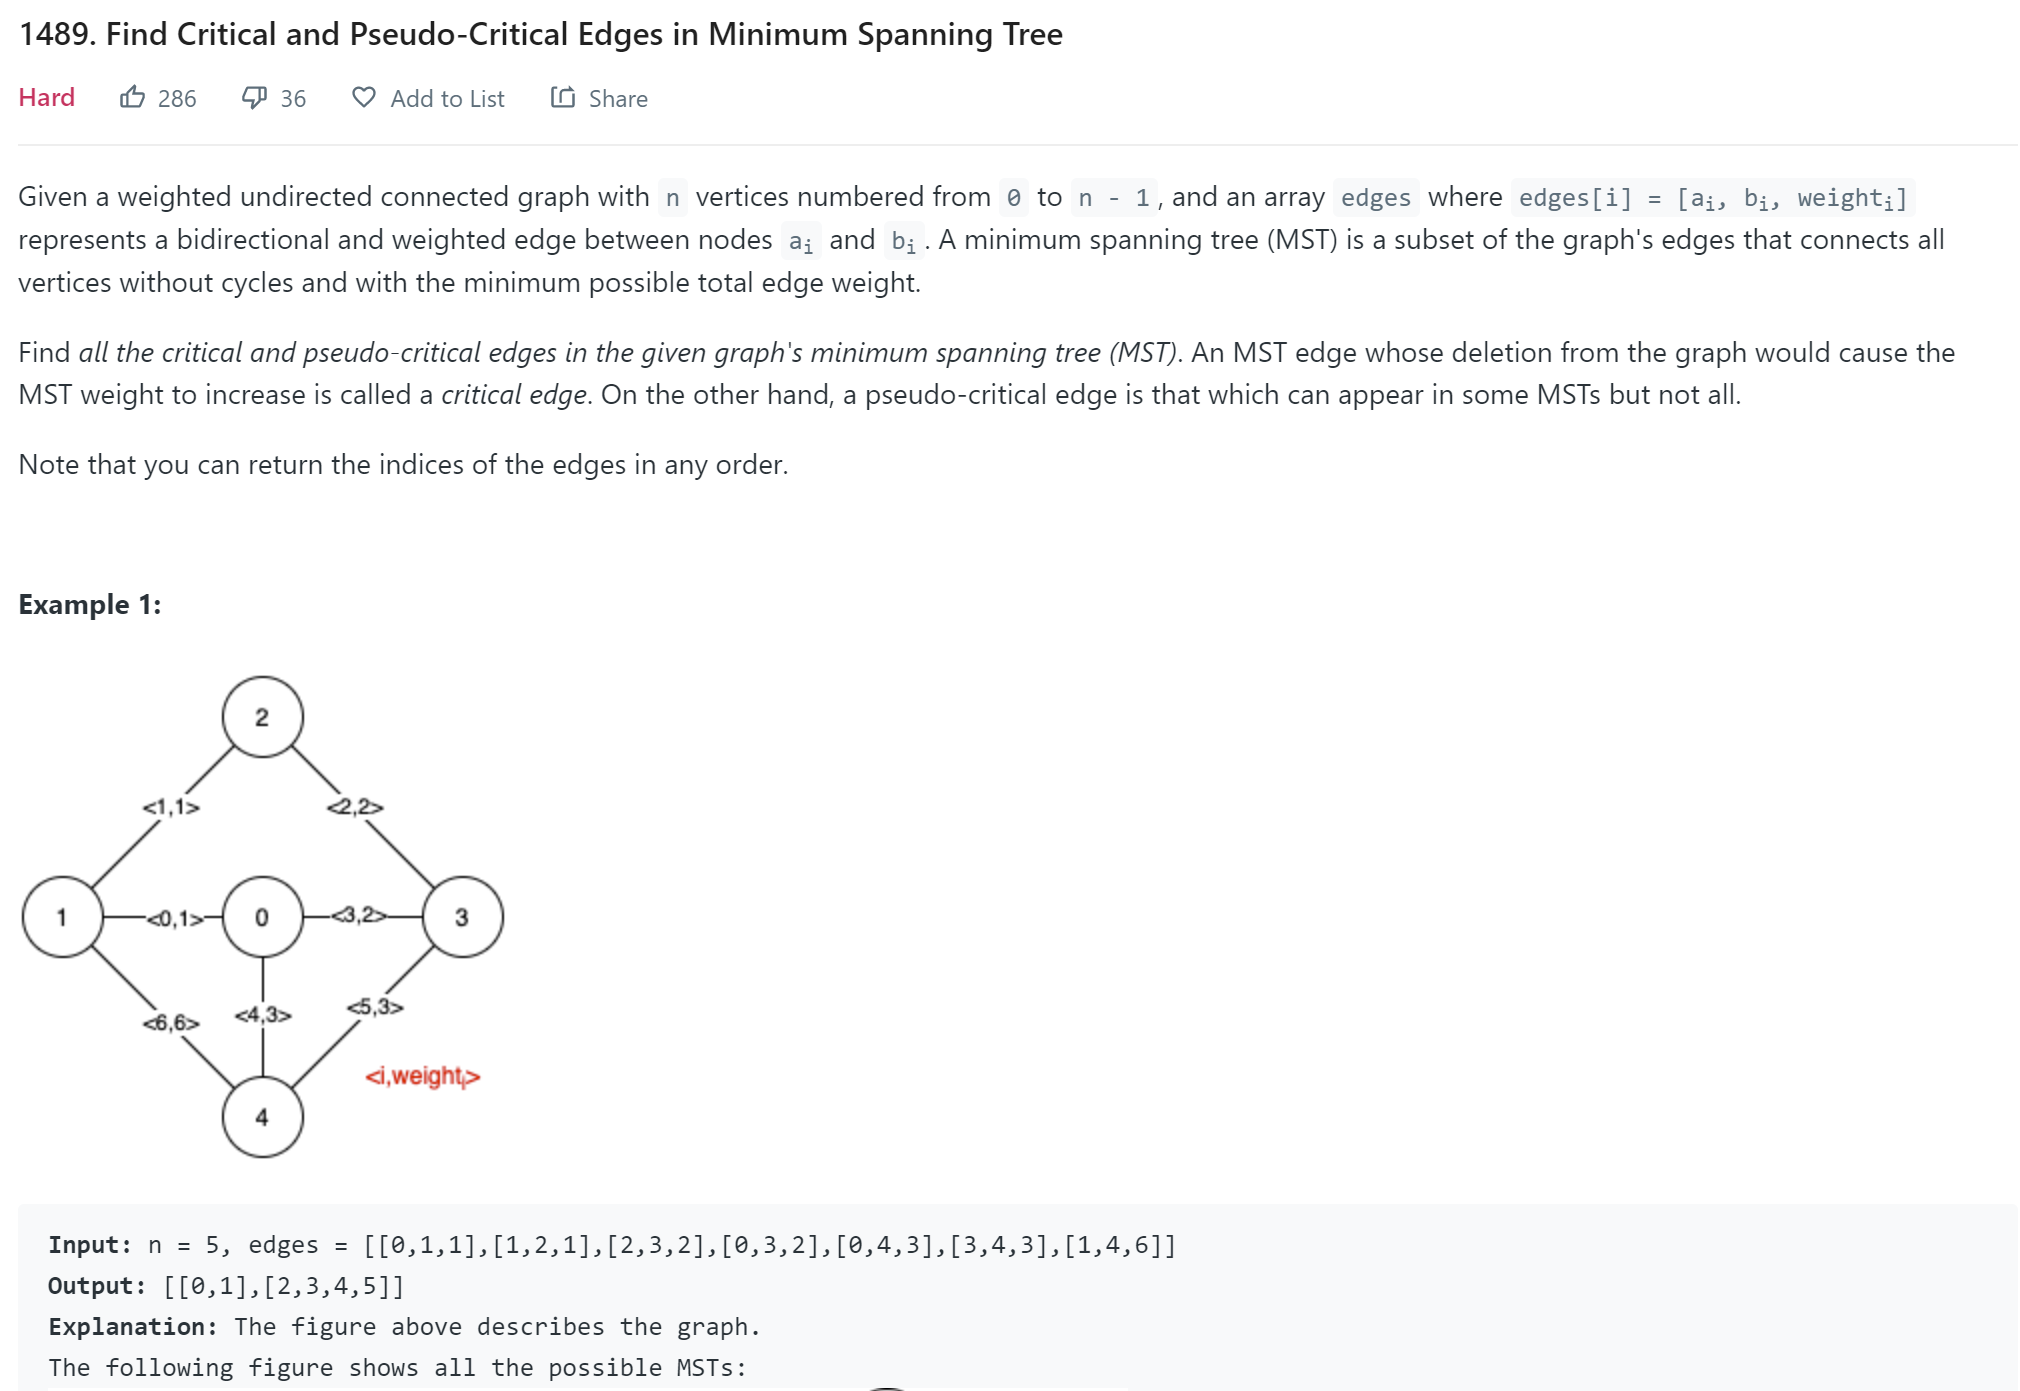 1489. Find Critical and Pseudo-Critical Edges in Minimum Spanning Tree
Hard 286 36 Add to List Share
Given a weighted undirected connected graph with n vertices numbered from 0 to n - 1, and an array edges where edges[i] = [aᵢ, bᵢ, weightᵢ]
represents a bidirectional and weighted edge between nodes aᵢ and bᵢ. A minimum spanning tree (MST) is a subset of the graph's edges that connects all
vertices without cycles and with the minimum possible total edge weight.
Find all the critical and pseudo-critical edges in the given graph's minimum spanning tree (MST). An MST edge whose deletion from the graph would cause the
MST weight to increase is called a critical edge. On the other hand, a pseudo-critical edge is that which can appear in some MSTs but not all.
Note that you can return the indices of the edges in any order.
Example 1:
2
<1,1> <2,2>
1 <0,1> 0 <3,2> 3
<6,6> <4,3> <5,3>
<i,weightᵢ>
4
Input: n = 5, edges = [[0,1,1],[1,2,1],[2,3,2],[0,3,2],[0,4,3],[3,4,3],[1,4,6]]
Output: [[0,1],[2,3,4,5]]
Explanation: The figure above describes the graph.
The following figure shows all the possible MSTs: